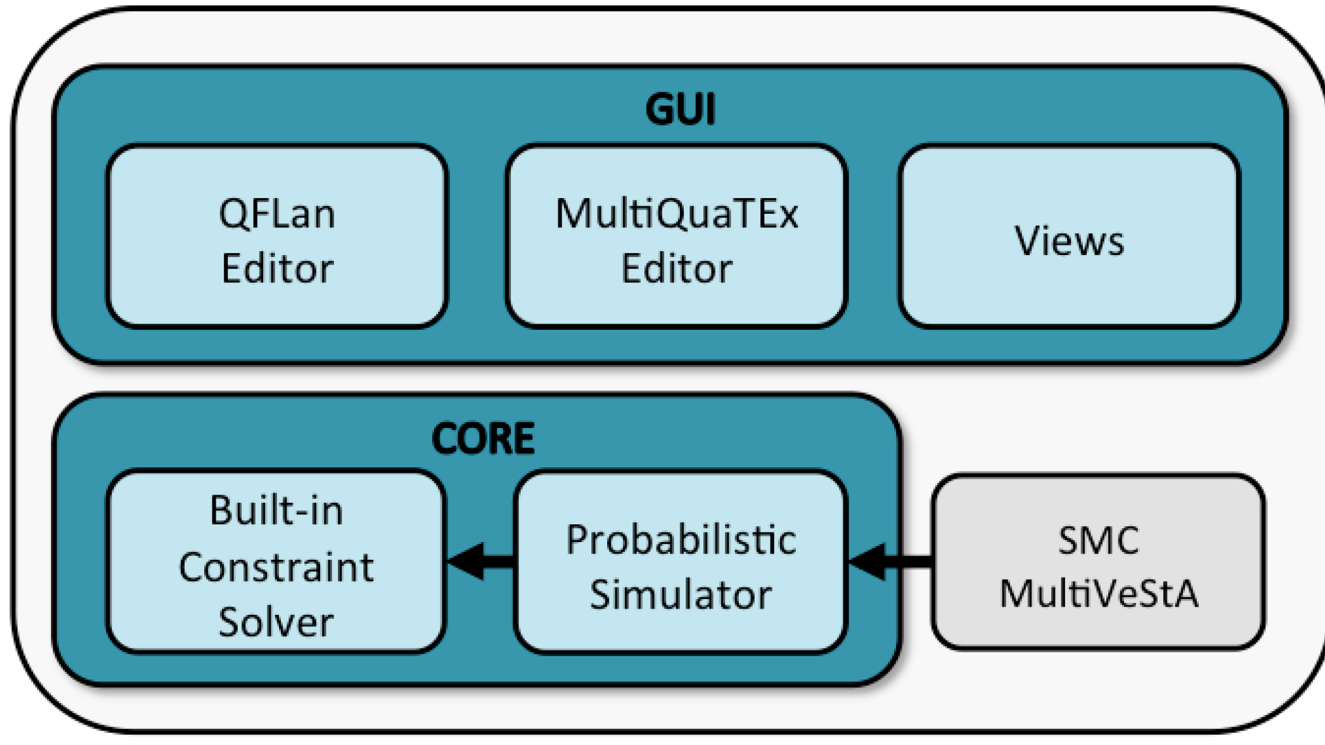 GUI
QFLan
Editor
MultiQuaTEx
Editor
Views
CORE
Built-in
Constraint
Solver
Probabilistic
Simulator
SMC
MultiVeStA